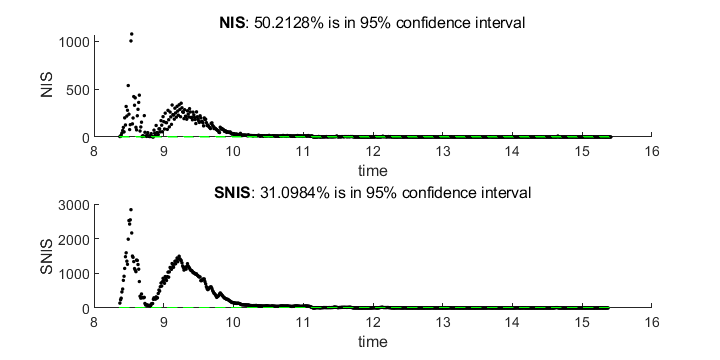 NIS: 50.2128% is in 95% confidence interval
1000
500
0
NIS
8 9 10 11 12 13 14 15 16
time
SNIS: 31.0984% is in 95% confidence interval
3000
2000
1000
0
SNIS
8 9 10 11 12 13 14 15 16
time